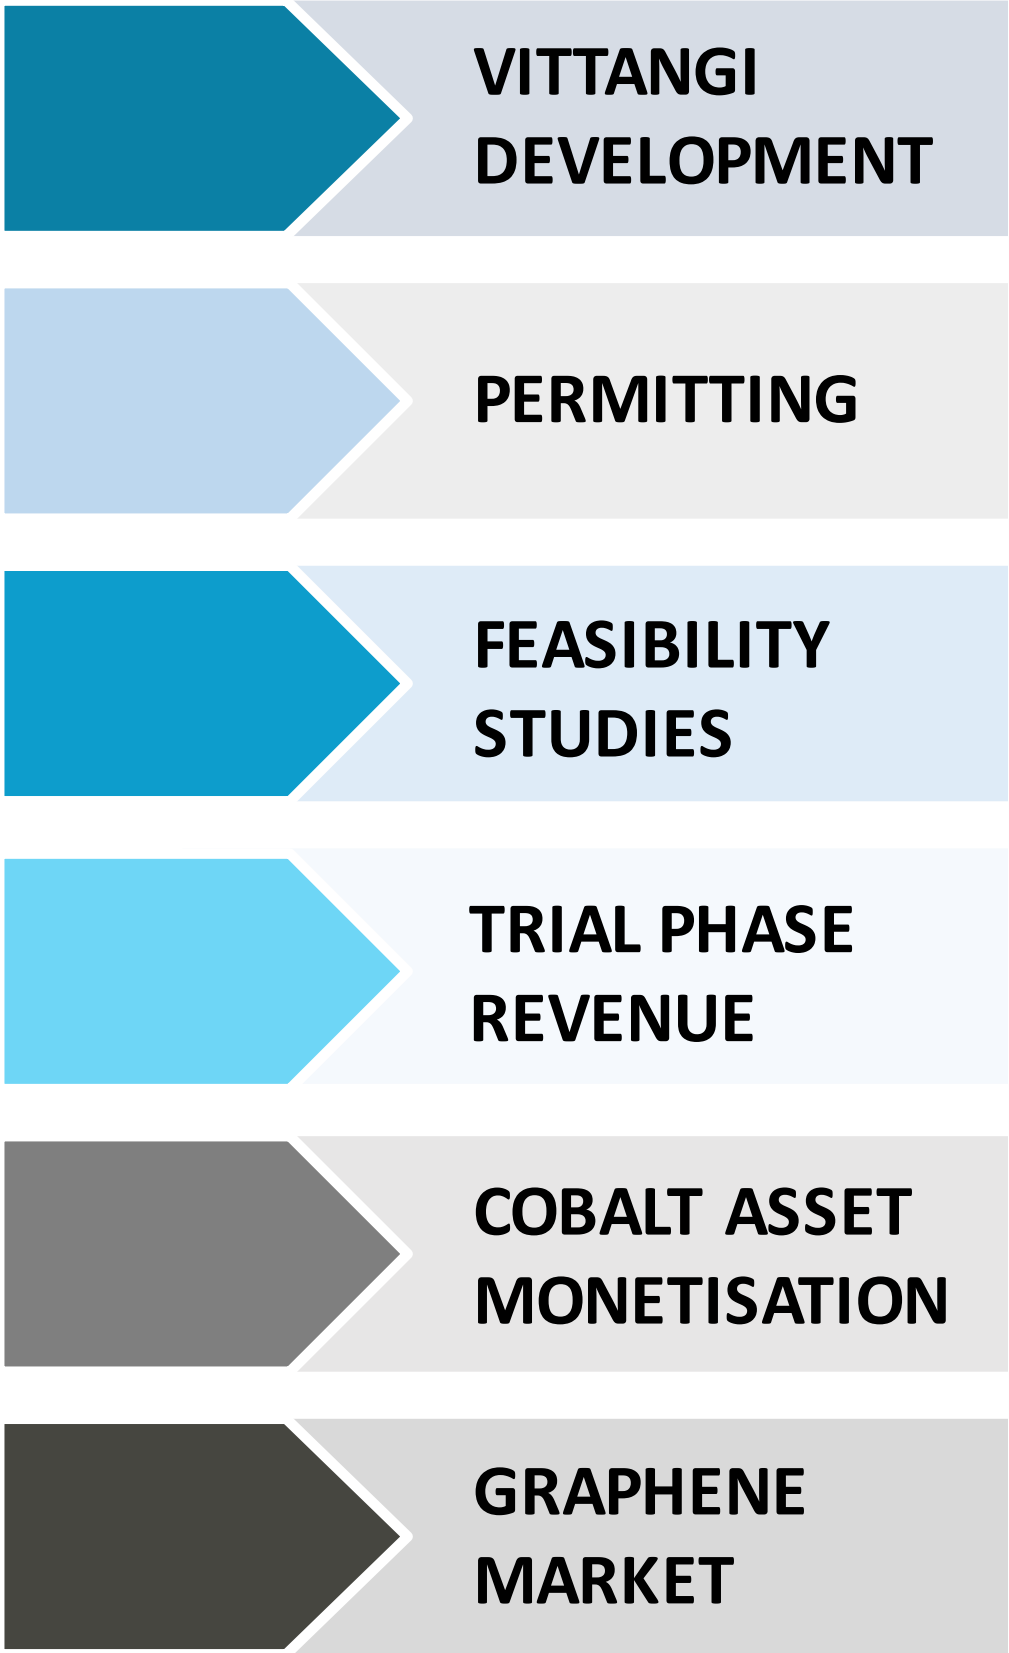 VITTANGI
DEVELOPMENT
PERMITTING
FEASIBILITY
STUDIES
TRIAL PHASE
REVENUE
COBALT ASSET
MONETISATION
GRAPHENE
MARKET